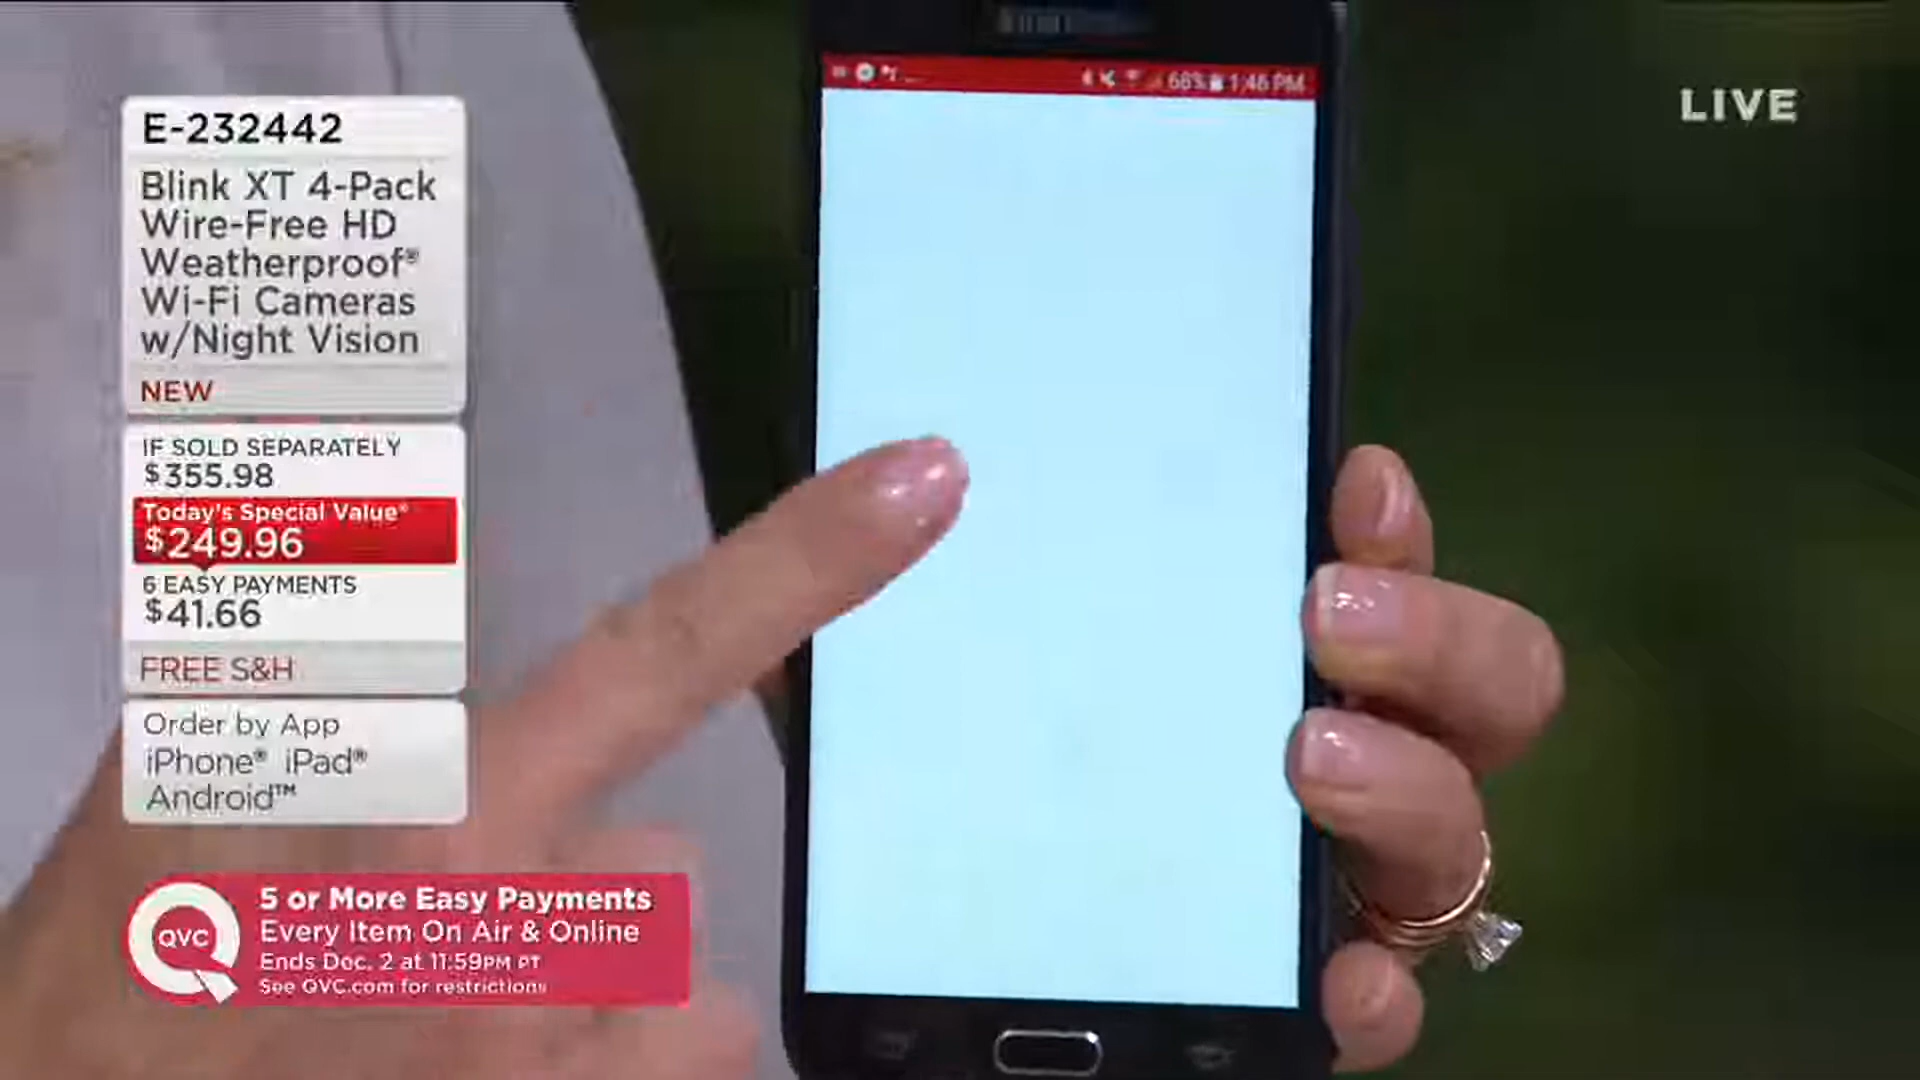 SAMSUNG
68% 1:46 PM
LIVE
E-232442
Blink XT 4-Pack
Wire-Free HD
Weatherproof®
Wi-Fi Cameras
w/Night Vision
NEW
IF SOLD SEPARATELY
$355.98
Today's Special Value®
$249.96
6 EASY PAYMENTS
$41.66
FREE S&H
Order by App
iPhone® iPad®
Android™
QVC
5 or More Easy Payments
Every Item On Air & Online
Ends Dec. 2 at 11:59PM PT
See QVC.com for restrictions